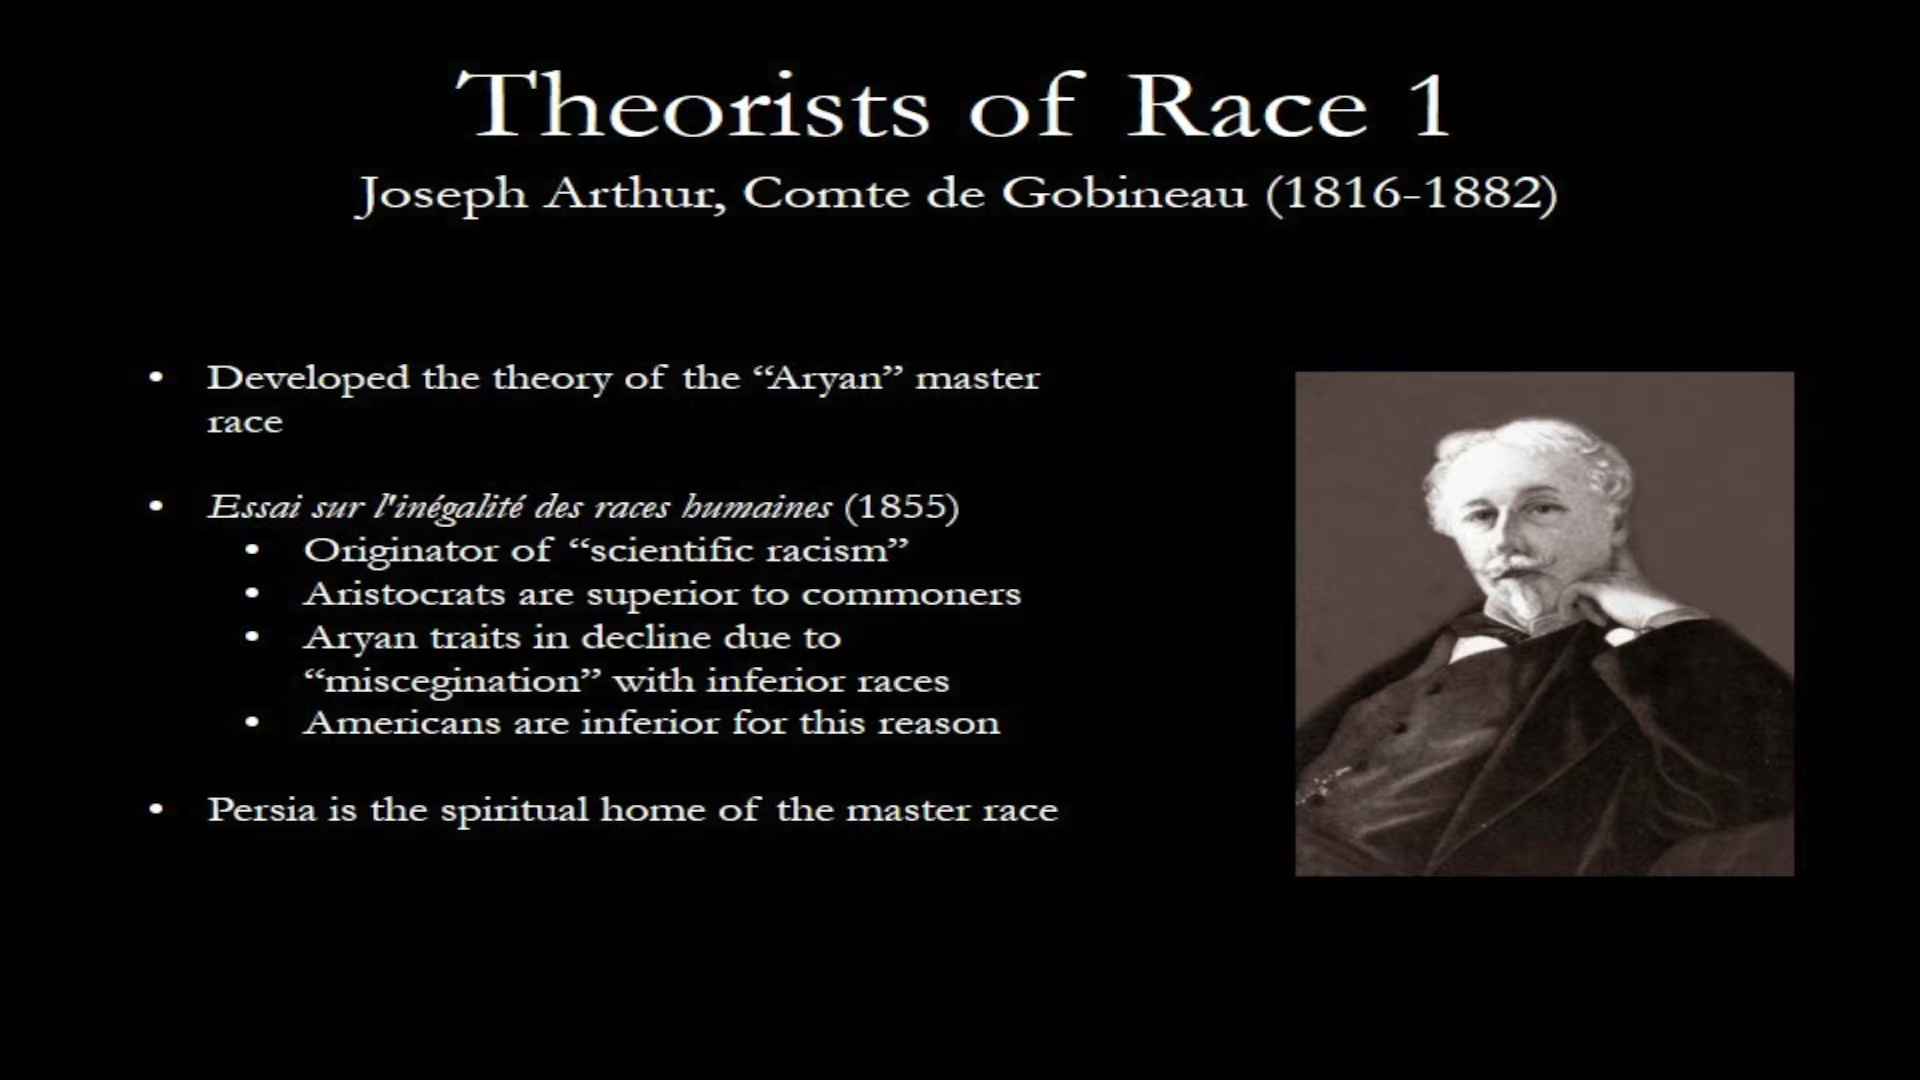 Theorists of Race 1
Joseph Arthur, Comte de Gobineau (1816-1882)
• Developed the theory of the “Aryan” master
race
• Essai sur l'inégalité des races humaines (1855)
• Originator of “scientific racism”
• Aristocrats are superior to commoners
• Aryan traits in decline due to
“miscegination” with inferior races
• Americans are inferior for this reason
• Persia is the spiritual home of the master race